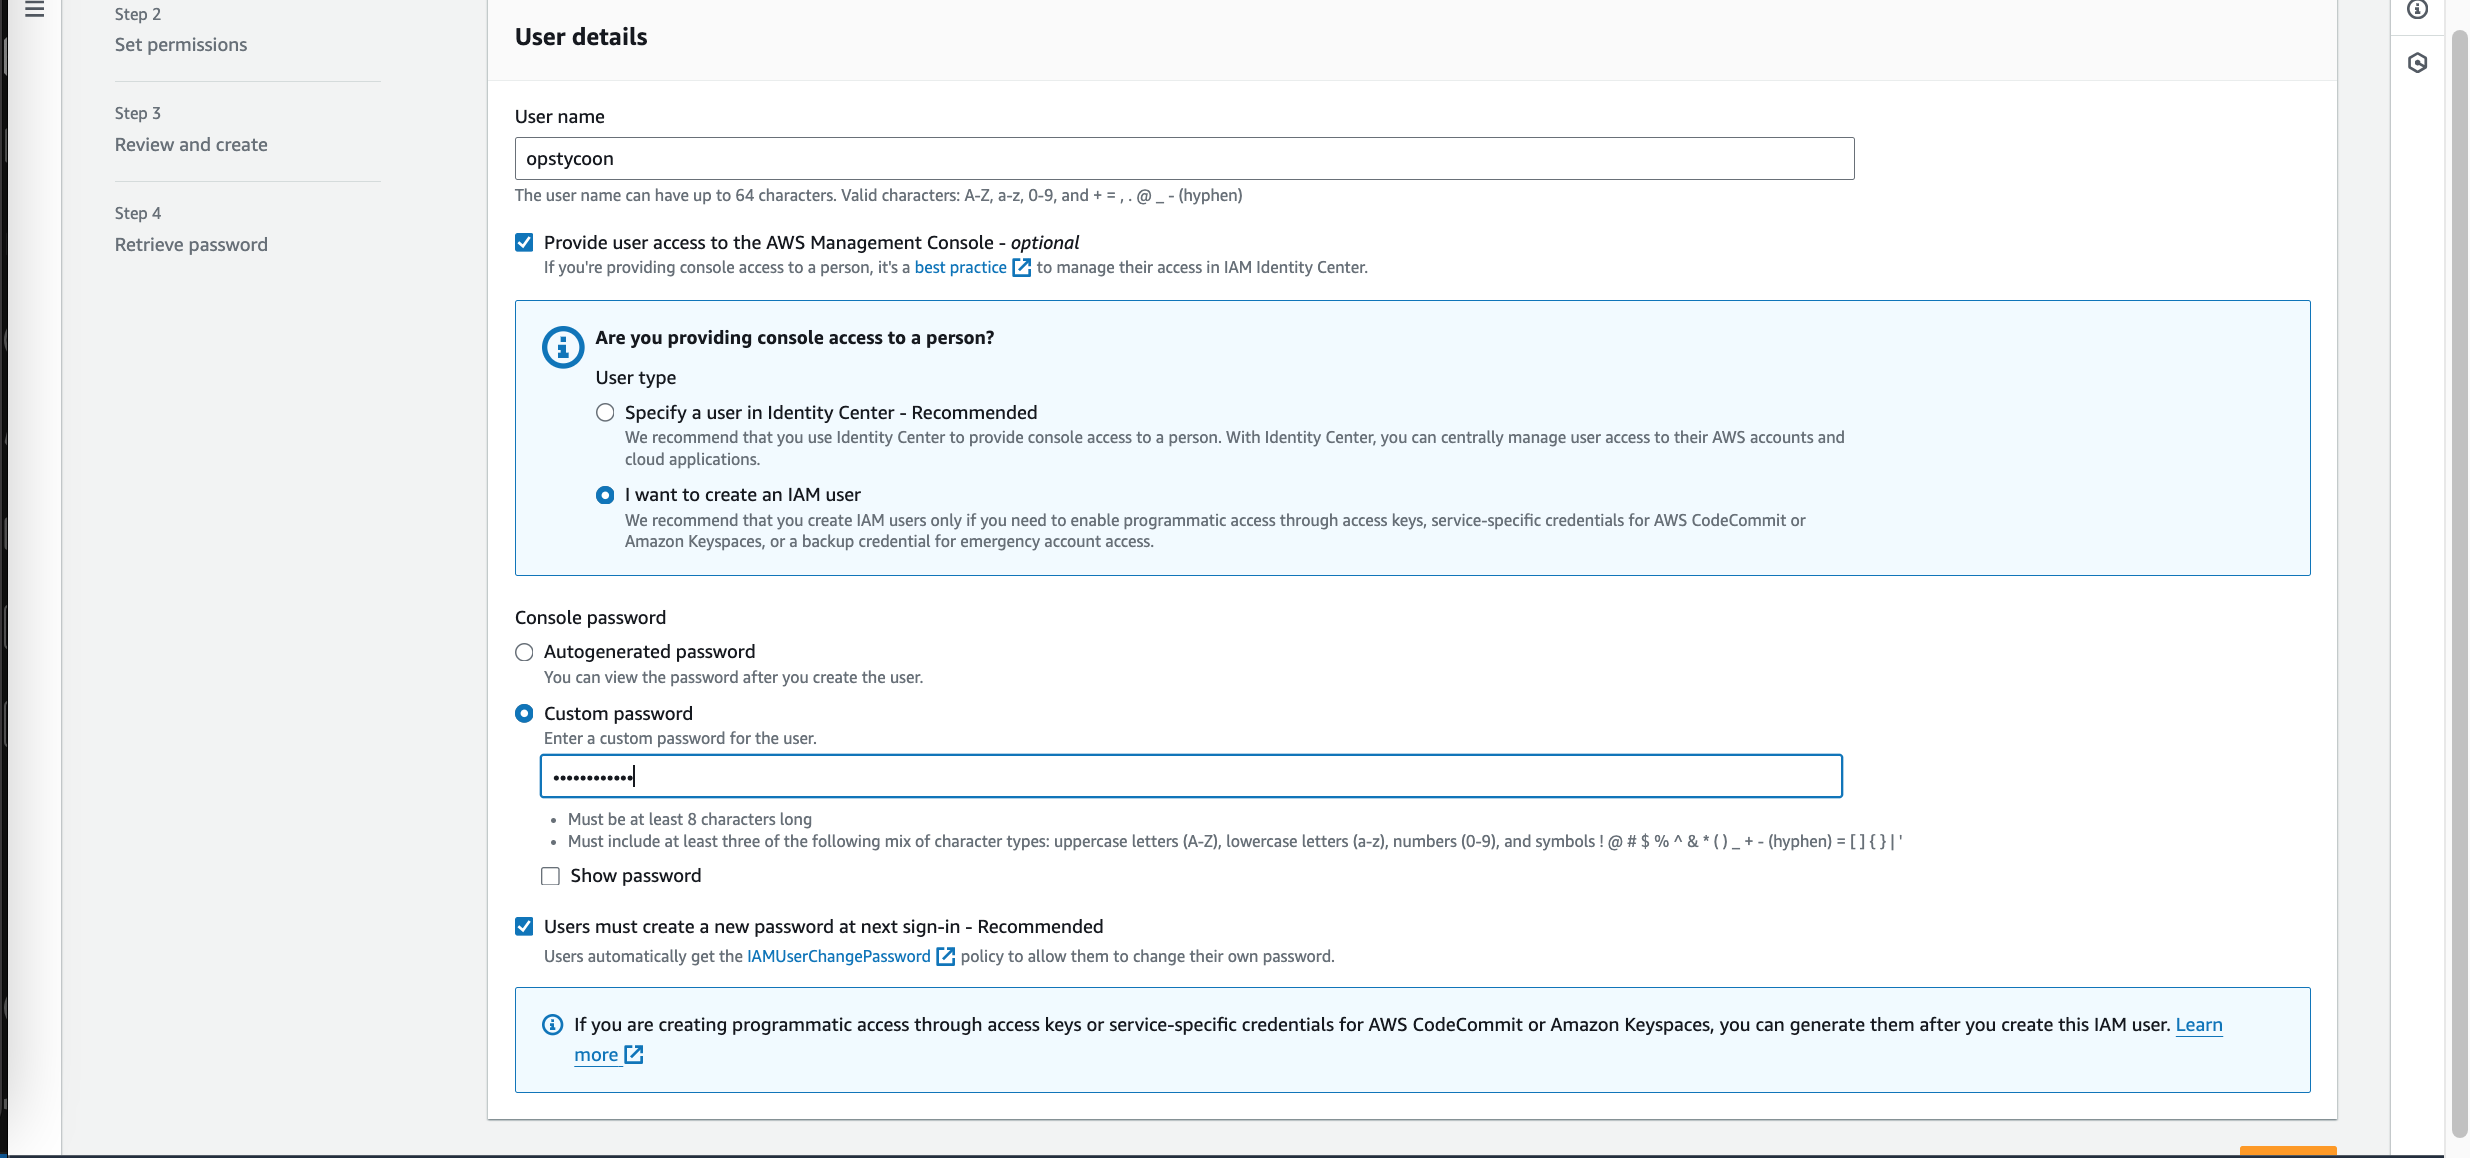 Step 2
Set permissions
Step 3
Review and create
Step 4
Retrieve password
User details
User name
opstycoon
The user name can have up to 64 characters. Valid characters: A-Z, a-z, 0-9, and + = , . @ _ - (hyphen)
Provide user access to the AWS Management Console - optional
If you're providing console access to a person, it's a best practice to manage their access in IAM Identity Center.
Are you providing console access to a person?
User type
Specify a user in Identity Center - Recommended
We recommend that you use Identity Center to provide console access to a person. With Identity Center, you can centrally manage user access to their AWS accounts and
cloud applications.
I want to create an IAM user
We recommend that you create IAM users only if you need to enable programmatic access through access keys, service-specific credentials for AWS CodeCommit or
Amazon Keyspaces, or a backup credential for emergency account access.
Console password
Autogenerated password
You can view the password after you create the user.
Custom password
Enter a custom password for the user.
••••••••••••
• Must be at least 8 characters long
• Must include at least three of the following mix of character types: uppercase letters (A-Z), lowercase letters (a-z), numbers (0-9), and symbols ! @ # $ % ^ & * ( ) _ + - (hyphen) = [ ] { } | '
Show password
Users must create a new password at next sign-in - Recommended
Users automatically get the IAMUserChangePassword policy to allow them to change their own password.
If you are creating programmatic access through access keys or service-specific credentials for AWS CodeCommit or Amazon Keyspaces, you can generate them after you create this IAM user. Learn
more